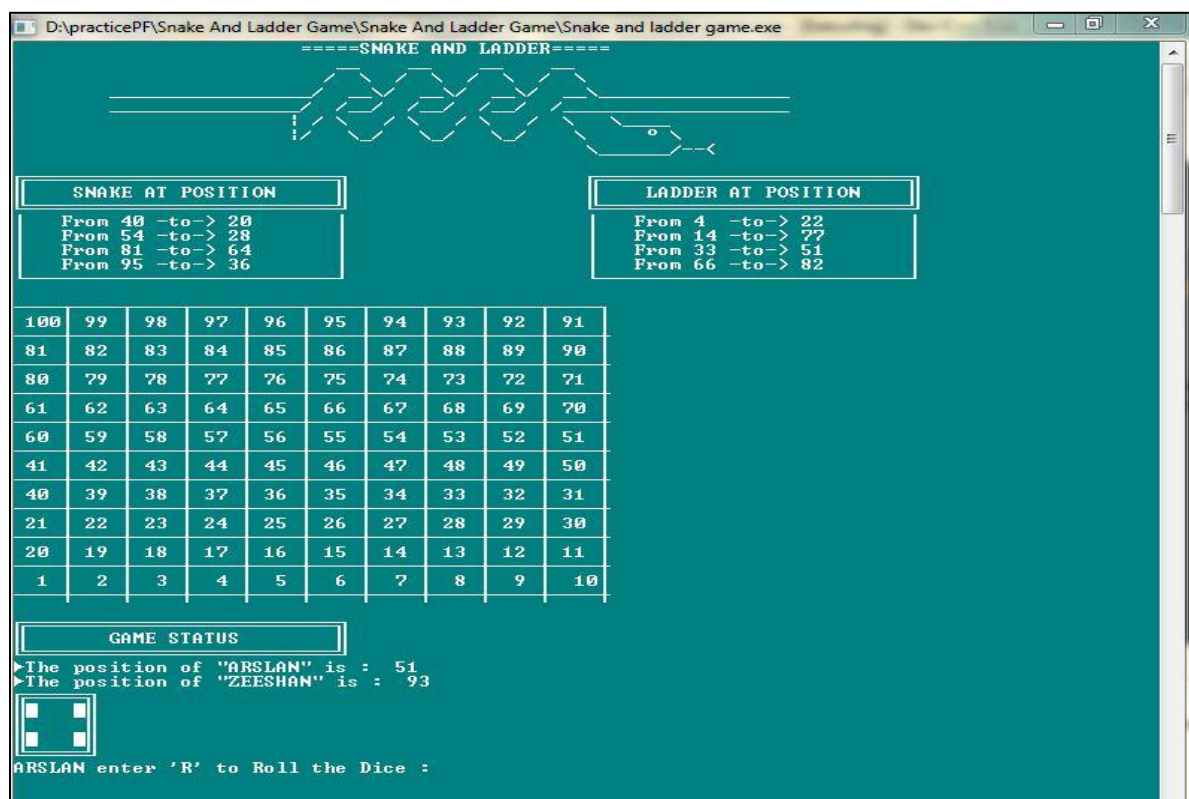 D:\practicePF\Snake And Ladder Game\Snake And Ladder Game\Snake and ladder game.exe
=====SNAKE AND LADDER=====
SNAKE AT POSITION
From 40 -to-> 20
From 54 -to-> 28
From 81 -to-> 64
From 95 -to-> 36
LADDER AT POSITION
From 4 -to-> 22
From 14 -to-> 77
From 33 -to-> 51
From 66 -to-> 82
100 99 98 97 96 95 94 93 92 91
81 82 83 84 85 86 87 88 89 90
80 79 78 77 76 75 74 73 72 71
61 62 63 64 65 66 67 68 69 70
60 59 58 57 56 55 54 53 52 51
41 42 43 44 45 46 47 48 49 50
40 39 38 37 36 35 34 33 32 31
21 22 23 24 25 26 27 28 29 30
20 19 18 17 16 15 14 13 12 11
1 2 3 4 5 6 7 8 9 10
GAME STATUS
►The position of "ARSLAN" is : 51
►The position of "ZEESHAN" is : 93
ARSLAN enter 'R' to Roll the Dice :